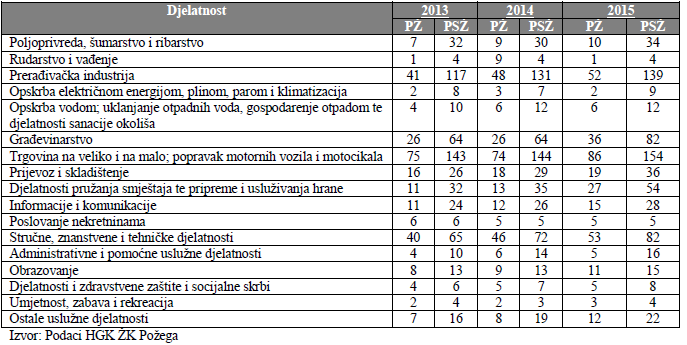 Djelatnost 2013 2014 2015
PŽ PSŽ PŽ PSŽ PŽ PSŽ
Poljoprivreda, šumarstvo i ribarstvo 7 32 9 30 10 34
Rudarstvo i vađenje 1 4 9 4 1 4
Prerađivačka industrija 41 117 48 131 52 139
Opskrba električnom energijom, plinom, parom i klimatizacija 2 8 3 7 2 9
Opskrba vodom; uklanjanje otpadnih voda, gospodarenje otpadom te
djelatnosti sanacije okoliša 4 10 6 12 6 12
Građevinarstvo 26 64 26 64 36 82
Trgovina na veliko i na malo; popravak motornih vozila i motocikala 75 143 74 144 86 154
Prijevoz i skladištenje 16 26 18 29 19 36
Djelatnosti pružanja smještaja te pripreme i usluživanja hrane 11 32 13 35 27 54
Informacije i komunikacije 11 24 12 26 15 28
Poslovanje nekretninama 6 6 5 5 5 5
Stručne, znanstvene i tehničke djelatnosti 40 65 46 72 53 82
Administrativne i pomoćne uslužne djelatnosti 4 10 6 14 5 16
Obrazovanje 8 13 9 13 11 15
Djelatnosti i zdravstvene zaštite i socijalne skrbi 4 6 5 7 5 8
Umjetnost, zabava i rekreacija 2 4 2 3 3 4
Ostale uslužne djelatnosti 7 16 8 19 12 22
Izvor: Podaci HGK ŽK Požega